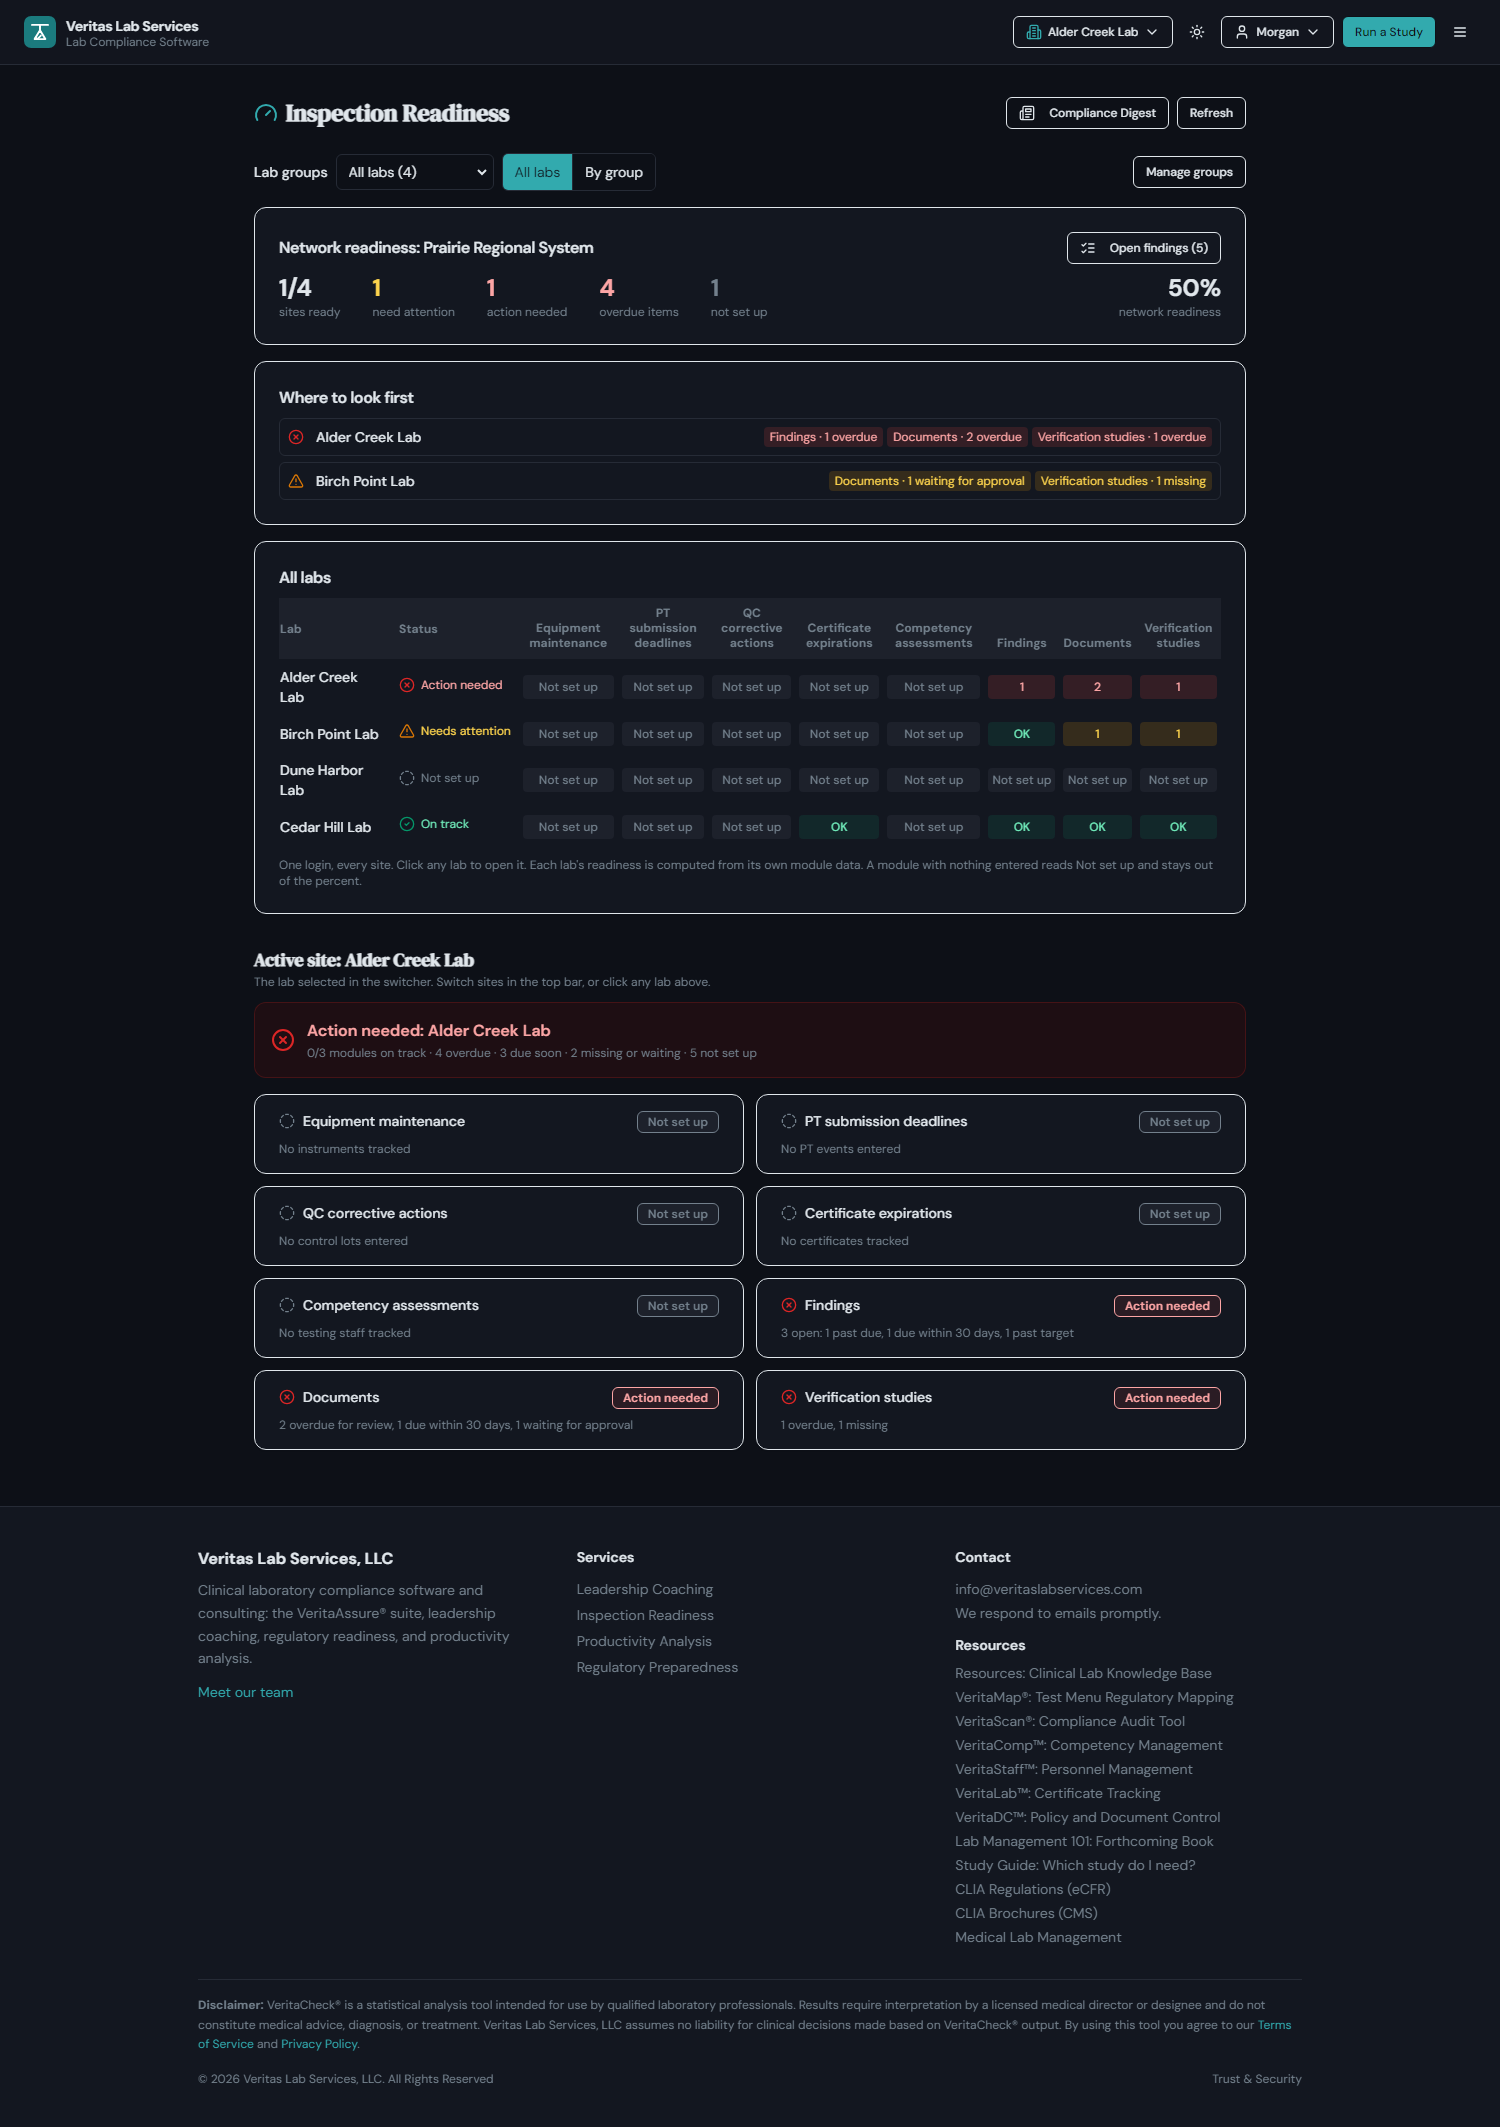 Veritas Lab Services
Lab Compliance Software
Alder Creek Lab
Morgan
Run a Study
Inspection Readiness
Compliance Digest
Refresh
Lab groups
All labs (4)
All labs
By group
Manage groups
Network readiness: Prairie Regional System
Open findings (5)
1/4
sites ready
1
need attention
1
action needed
4
overdue items
1
not set up
50%
network readiness
Where to look first
Alder Creek Lab
Findings · 1 overdue
Documents · 2 overdue
Verification studies · 1 overdue
Birch Point Lab
Documents · 1 waiting for approval
Verification studies · 1 missing
All labs
Lab
Status
Equipment
maintenance
PT
submission
deadlines
QC
corrective
actions
Certificate
expirations
Competency
assessments
Findings
Documents
Verification
studies
Alder Creek
Lab
Action needed
Not set up
Not set up
Not set up
Not set up
Not set up
1
2
1
Birch Point Lab
Needs attention
Not set up
Not set up
Not set up
Not set up
Not set up
OK
1
1
Dune Harbor
Lab
Not set up
Not set up
Not set up
Not set up
Not set up
Not set up
Not set up
Not set up
Not set up
Cedar Hill Lab
On track
Not set up
Not set up
Not set up
OK
Not set up
OK
OK
OK
One login, every site. Click any lab to open it. Each lab's readiness is computed from its own module data. A module with nothing entered reads Not set up and stays out
of the percent.
Active site: Alder Creek Lab
The lab selected in the switcher. Switch sites in the top bar, or click any lab above.
Action needed: Alder Creek Lab
0/3 modules on track · 4 overdue · 3 due soon · 2 missing or waiting · 5 not set up
Equipment maintenance
Not set up
No instruments tracked
PT submission deadlines
Not set up
No PT events entered
QC corrective actions
Not set up
No control lots entered
Certificate expirations
Not set up
No certificates tracked
Competency assessments
Not set up
No testing staff tracked
Findings
Action needed
3 open: 1 past due, 1 due within 30 days, 1 past target
Documents
Action needed
2 overdue for review, 1 due within 30 days, 1 waiting for approval
Verification studies
Action needed
1 overdue, 1 missing
Veritas Lab Services, LLC
Clinical laboratory compliance software and
consulting: the VeritaAssure® suite, leadership
coaching, regulatory readiness, and productivity
analysis.
Meet our team
Services
Leadership Coaching
Inspection Readiness
Productivity Analysis
Regulatory Preparedness
Contact
info@veritaslabservices.com
We respond to emails promptly.
Resources
Resources: Clinical Lab Knowledge Base
VeritaMap®: Test Menu Regulatory Mapping
VeritaScan®: Compliance Audit Tool
VeritaComp™: Competency Management
VeritaStaff™: Personnel Management
VeritaLab™: Certificate Tracking
VeritaDC™: Policy and Document Control
Lab Management 101: Forthcoming Book
Study Guide: Which study do I need?
CLIA Regulations (eCFR)
CLIA Brochures (CMS)
Medical Lab Management
Disclaimer: VeritaCheck® is a statistical analysis tool intended for use by qualified laboratory professionals. Results require interpretation by a licensed medical director or designee and do not
constitute medical advice, diagnosis, or treatment. Veritas Lab Services, LLC assumes no liability for clinical decisions made based on VeritaCheck® output. By using this tool you agree to our Terms
of Service and Privacy Policy.
© 2026 Veritas Lab Services, LLC. All Rights Reserved
Trust & Security